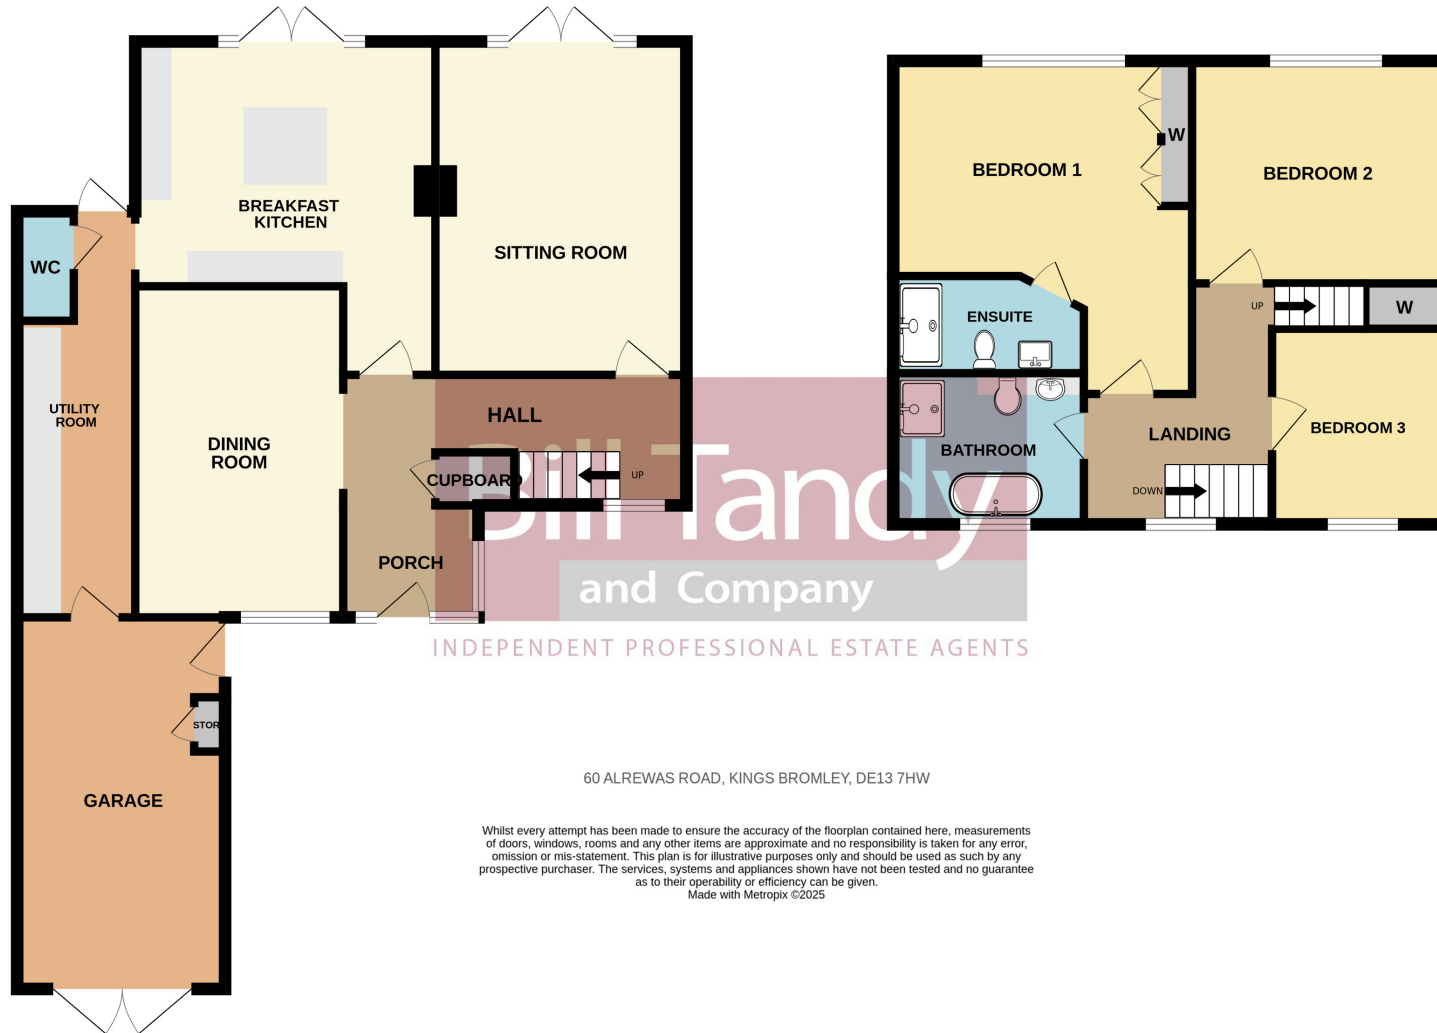 BREAKFAST
KITCHEN
SITTING ROOM
WC
UTILITY
ROOM
DINING
ROOM
HALL
CUPBOARD
UP
PORCH
STOR
GARAGE
BEDROOM 1
W
BEDROOM 2
ENSUITE
UP
W
BATHROOM
LANDING
BEDROOM 3
DOWN
Bill Tandy
and Company
INDEPENDENT PROFESSIONAL ESTATE AGENTS
60 ALREWAS ROAD, KINGS BROMLEY, DE13 7HW
Whilst every attempt has been made to ensure the accuracy of the floorplan contained here, measurements
of doors, windows, rooms and any other items are approximate and no responsibility is taken for any error,
omission or mis-statement. This plan is for illustrative purposes only and should be used as such by any
prospective purchaser. The services, systems and appliances shown have not been tested and no guarantee
as to their operability or efficiency can be given.
Made with Metropix ©2025